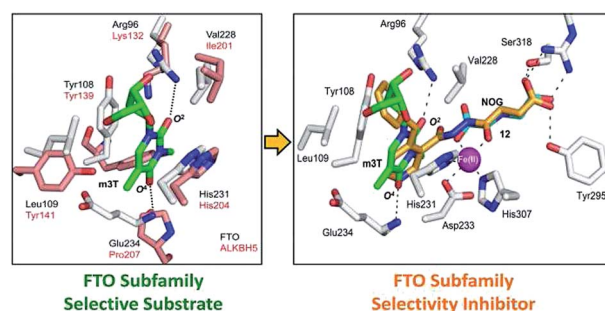 Arg96
Lys132
Val228
Ile201
Tyr108
Tyr139
O²
m3T
O⁴
Leu109
Tyr141
His231
His204
Glu234
Pro207
FTO
ALKBH5
FTO Subfamily
Selective Substrate
Arg96
Ser318
Val228
Tyr108
NOG
O²
12
Leu109
m3T
Fe(II)
O⁴
His231
Tyr295
Glu234
Asp233
His307
FTO Subfamily
Selectivity Inhibitor